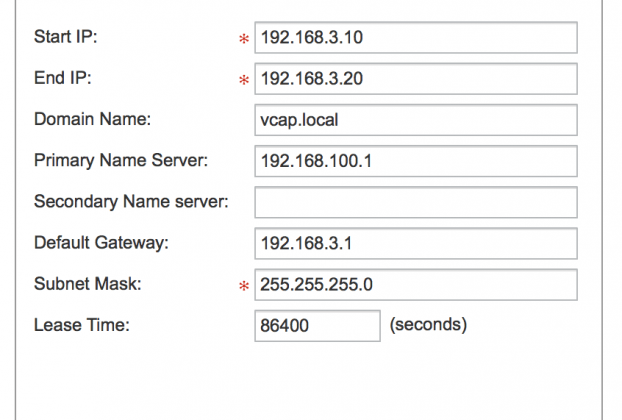 Start IP: * 192.168.3.10
End IP: * 192.168.3.20
Domain Name: vcap.local
Primary Name Server: 192.168.100.1
Secondary Name server:
Default Gateway: 192.168.3.1
Subnet Mask: * 255.255.255.0
Lease Time: 86400 (seconds)